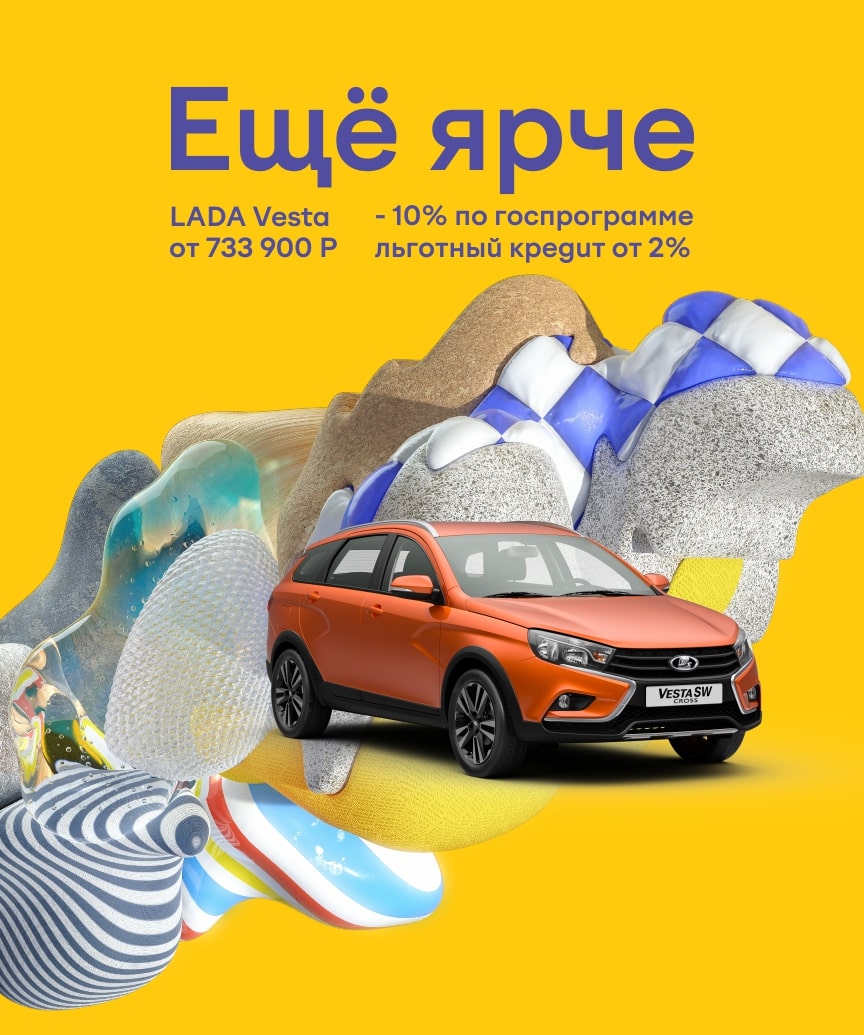 Ещё ярче
LADA Vesta
от 733 900 Р
- 10% по госпрограмме
льготный кредит от 2%
VESTA SW
CROSS